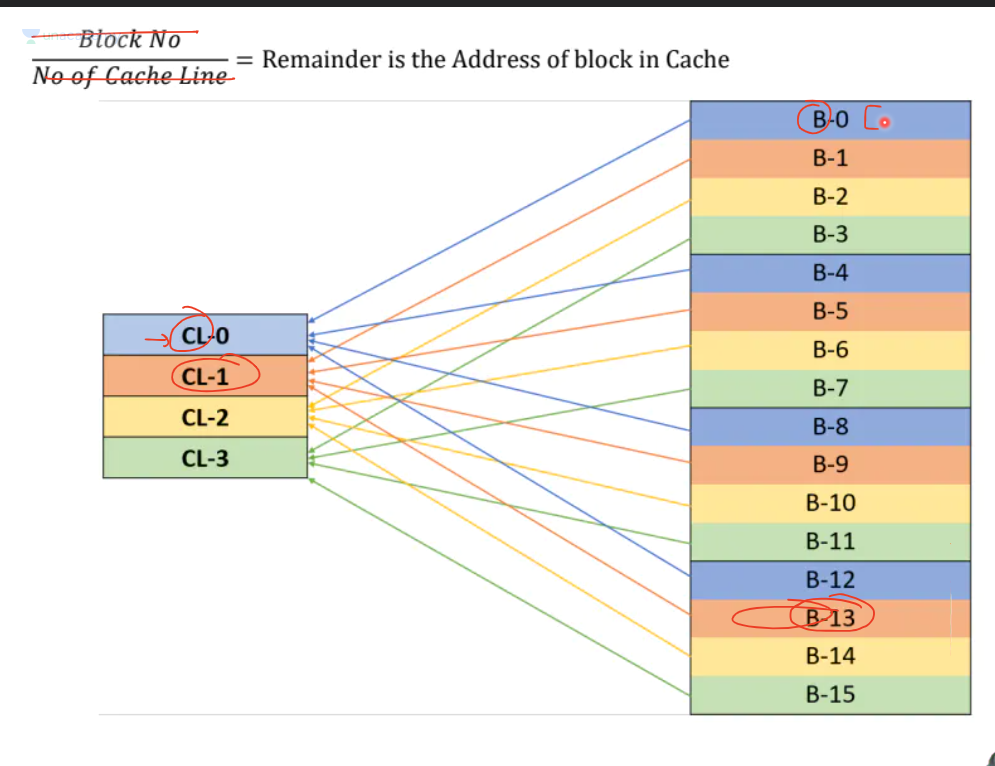 Block No
No of Cache Line
= Remainder is the Address of block in Cache
B-0
B-1
B-2
B-3
B-4
B-5
B-6
B-7
B-8
B-9
B-10
B-11
B-12
B-13
B-14
B-15
CL-0
CL-1
CL-2
CL-3